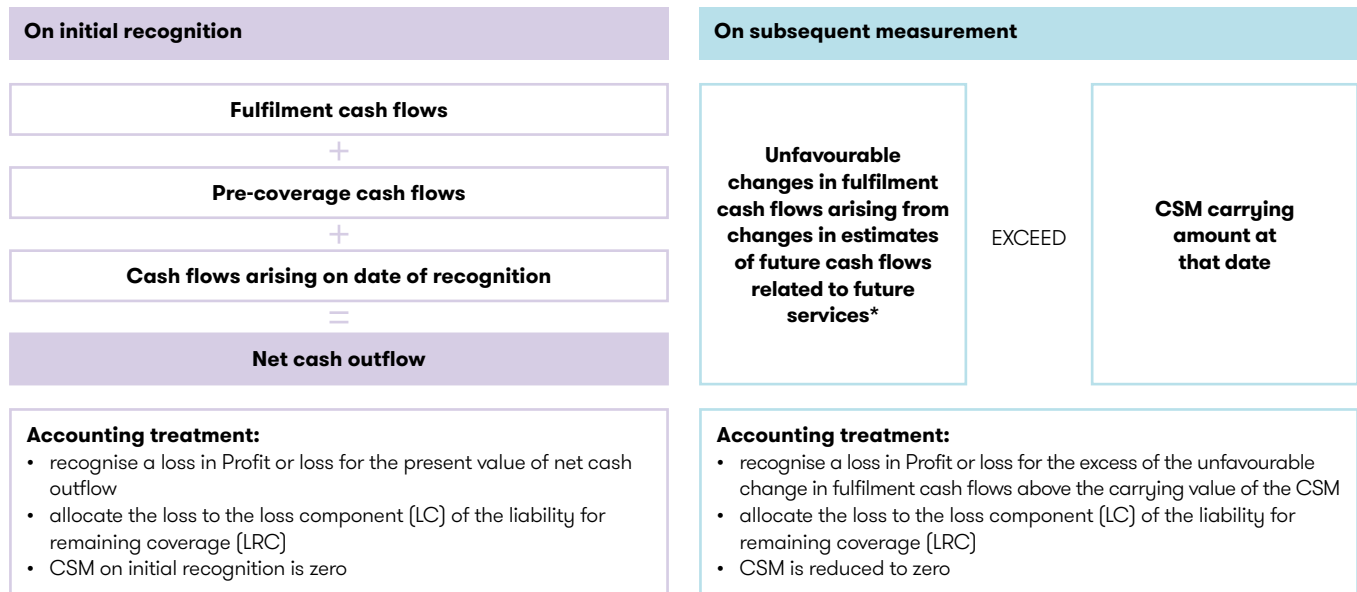 On initial recognition
Fulfilment cash flows
+
Pre-coverage cash flows
+
Cash flows arising on date of recognition
=
Net cash outflow
Accounting treatment:
• recognise a loss in Profit or loss for the present value of net cash
outflow
• allocate the loss to the loss component (LC) of the liability for
remaining coverage (LRC)
• CSM on initial recognition is zero
On subsequent measurement
Unfavourable
changes in fulfilment
cash flows arising from
changes in estimates
of future cash flows
related to future
services*
EXCEED
CSM carrying
amount at
that date
Accounting treatment:
• recognise a loss in Profit or loss for the excess of the unfavourable
change in fulfilment cash flows above the carrying value of the CSM
• allocate the loss to the loss component (LC) of the liability for
remaining coverage (LRC)
• CSM is reduced to zero